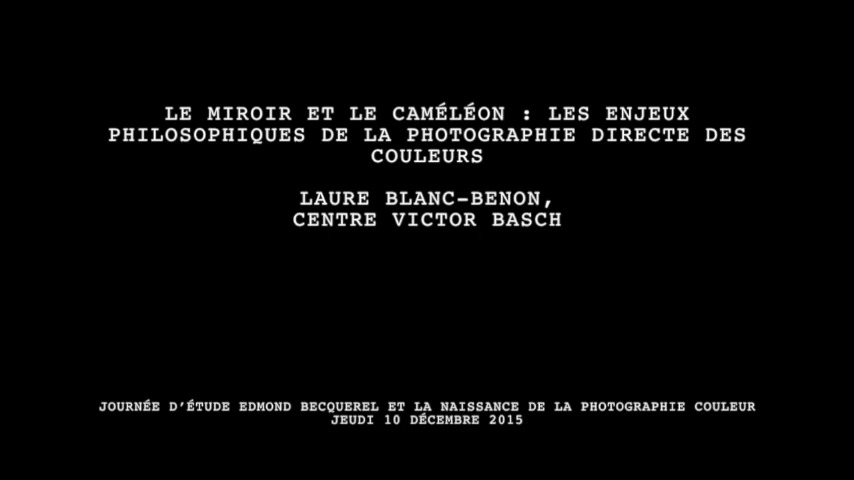 LE MIROIR ET LE CAMÉLÉON : LES ENJEUX
PHILOSOPHIQUES DE LA PHOTOGRAPHIE DIRECTE DES
COULEURS
LAURE BLANC-BENON,
CENTRE VICTOR BASCH
JOURNÉE D'ÉTUDE EDMOND BECQUEREL ET LA NAISSANCE DE LA PHOTOGRAPHIE COULEUR
JEUDI 10 DÉCEMBRE 2015